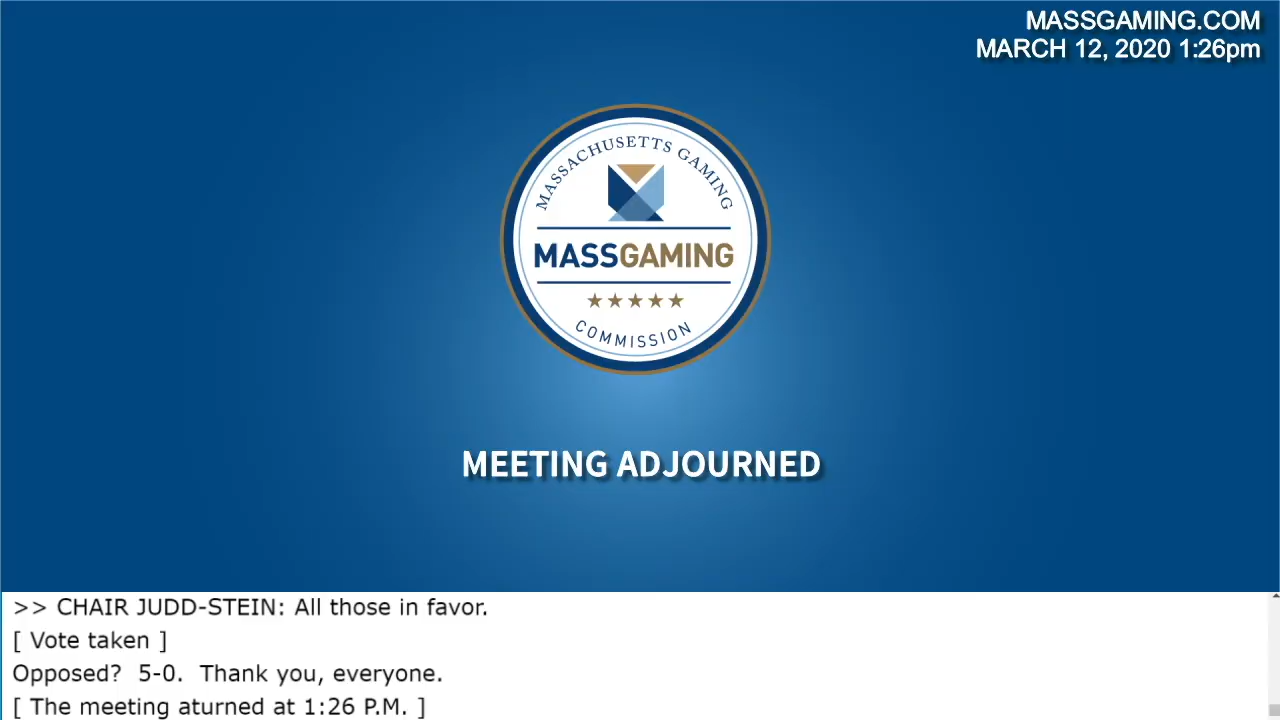 MASSGAMING.COM
MARCH 12, 2020 1:26pm
MASSACHUSETTS GAMING
MASSGAMING
COMMISSION
MEETING ADJOURNED
>> CHAIR JUDD-STEIN: All those in favor.
[ Vote taken ]
Opposed?  5-0.  Thank you, everyone.
[ The meeting aturned at 1:26 P.M. ]